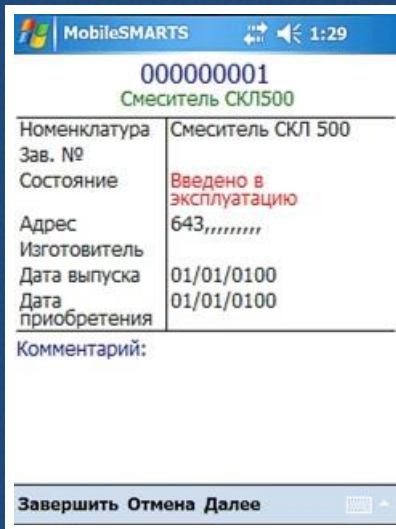 MobileSMARTS 1:29
000000001
Смеситель СКЛ500
Номенклатура Смеситель СКЛ 500
Зав. №
Состояние Введено в
эксплуатацию
Адрес 643,,,,,,,,,
Изготовитель
Дата выпуска 01/01/0100
Дата 01/01/0100
приобретения
Комментарий:
Завершить Отмена Далее